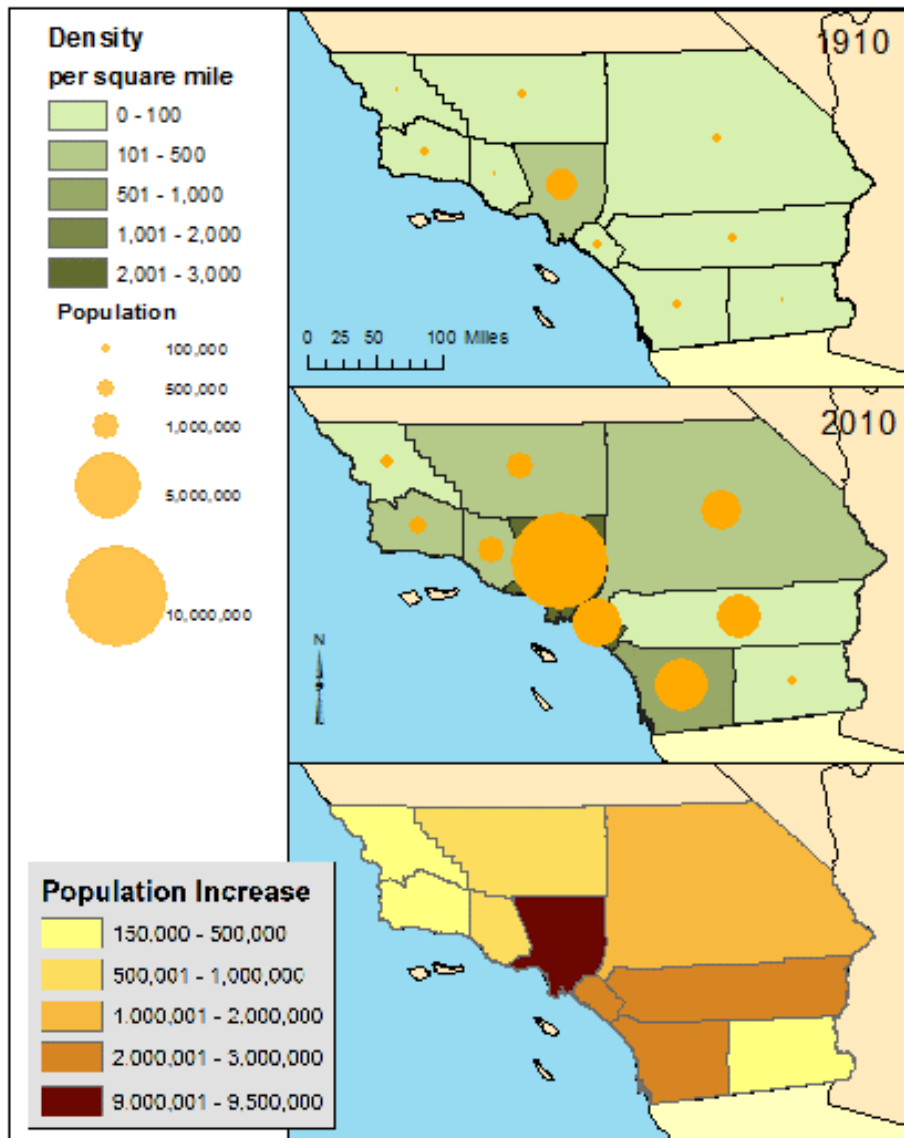 Density
per square mile
0 - 100
101 - 500
501 - 1,000
1,001 - 2,000
2,001 - 3,000
Population
100,000
500,000
1,000,000
5,000,000
10,000,000
1910
0 25 50 100 Miles
2010
N
Population Increase
150.000 - 500,000
500,001 - 1,000,000
1.000,001 - 2,000,000
2.000,001 - 3,000,000
9.000,001 - 9.500,000